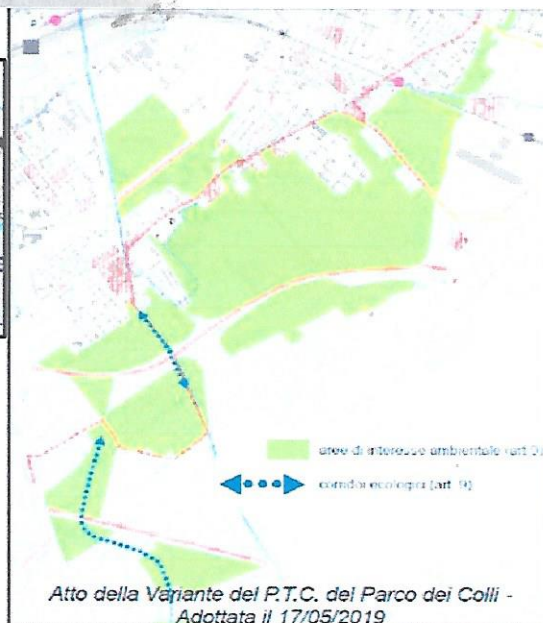 aree di interesse ambientale (art 9)
corridoi ecologici (art. 9)
Atto della Variante del P.T.C. del Parco dei Colli -
Adottata il 17/05/2019